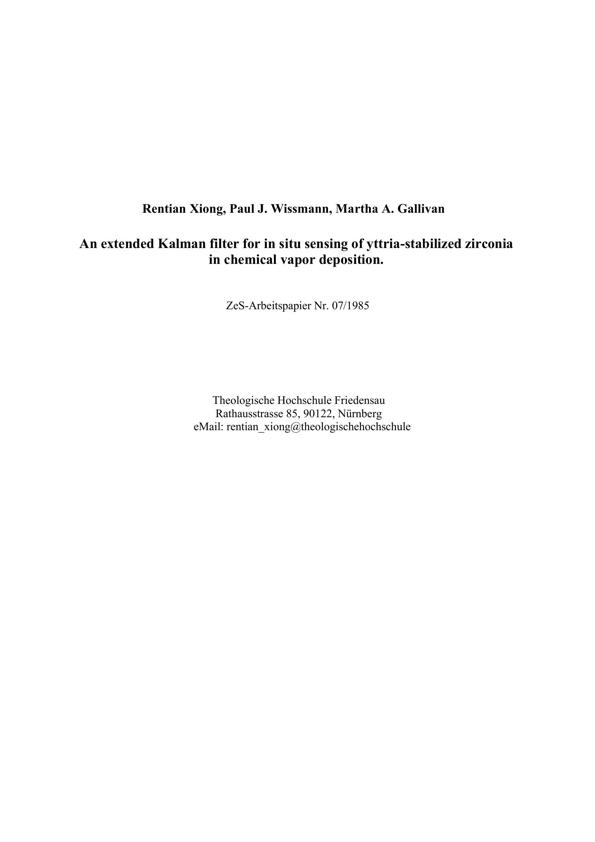 Rentian Xiong, Paul J. Wissmann, Martha A. Gallivan
An extended Kalman filter for in situ sensing of yttria-stabilized zirconia
in chemical vapor deposition.
ZeS-Arbeitspapier Nr. 07/1985
Theologische Hochschule Friedensau
Rathausstrasse 85, 90122, Nürnberg
eMail: rentian_xiong@theologischehochschule